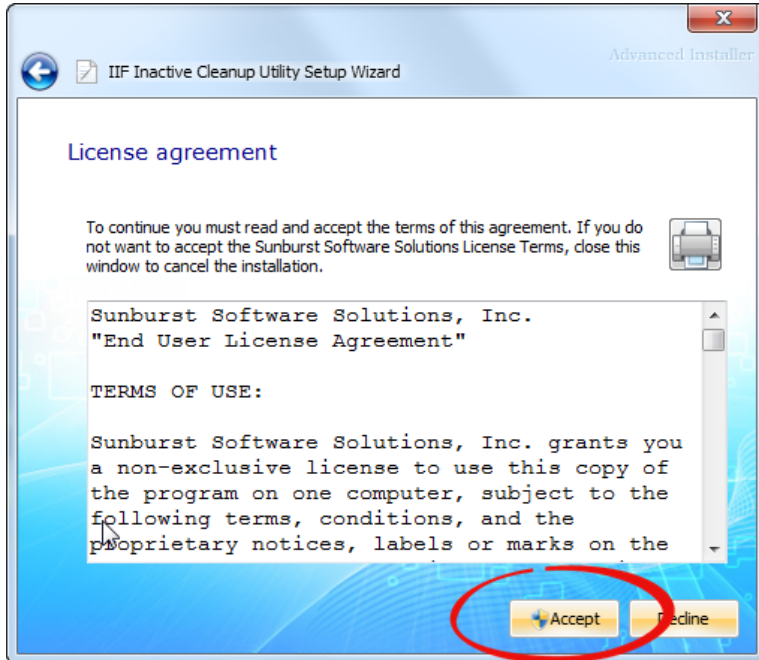 Advanced Installer
IIF Inactive Cleanup Utility Setup Wizard
License agreement
To continue you must read and accept the terms of this agreement. If you do
not want to accept the Sunburst Software Solutions License Terms, close this
window to cancel the installation.
Sunburst Software Solutions, Inc.
"End User License Agreement"
TERMS OF USE:
Sunburst Software Solutions, Inc. grants you
a non-exclusive license to use this copy of
the program on one computer, subject to the
following terms, conditions, and the
proprietary notices, labels or marks on the
Accept
Decline